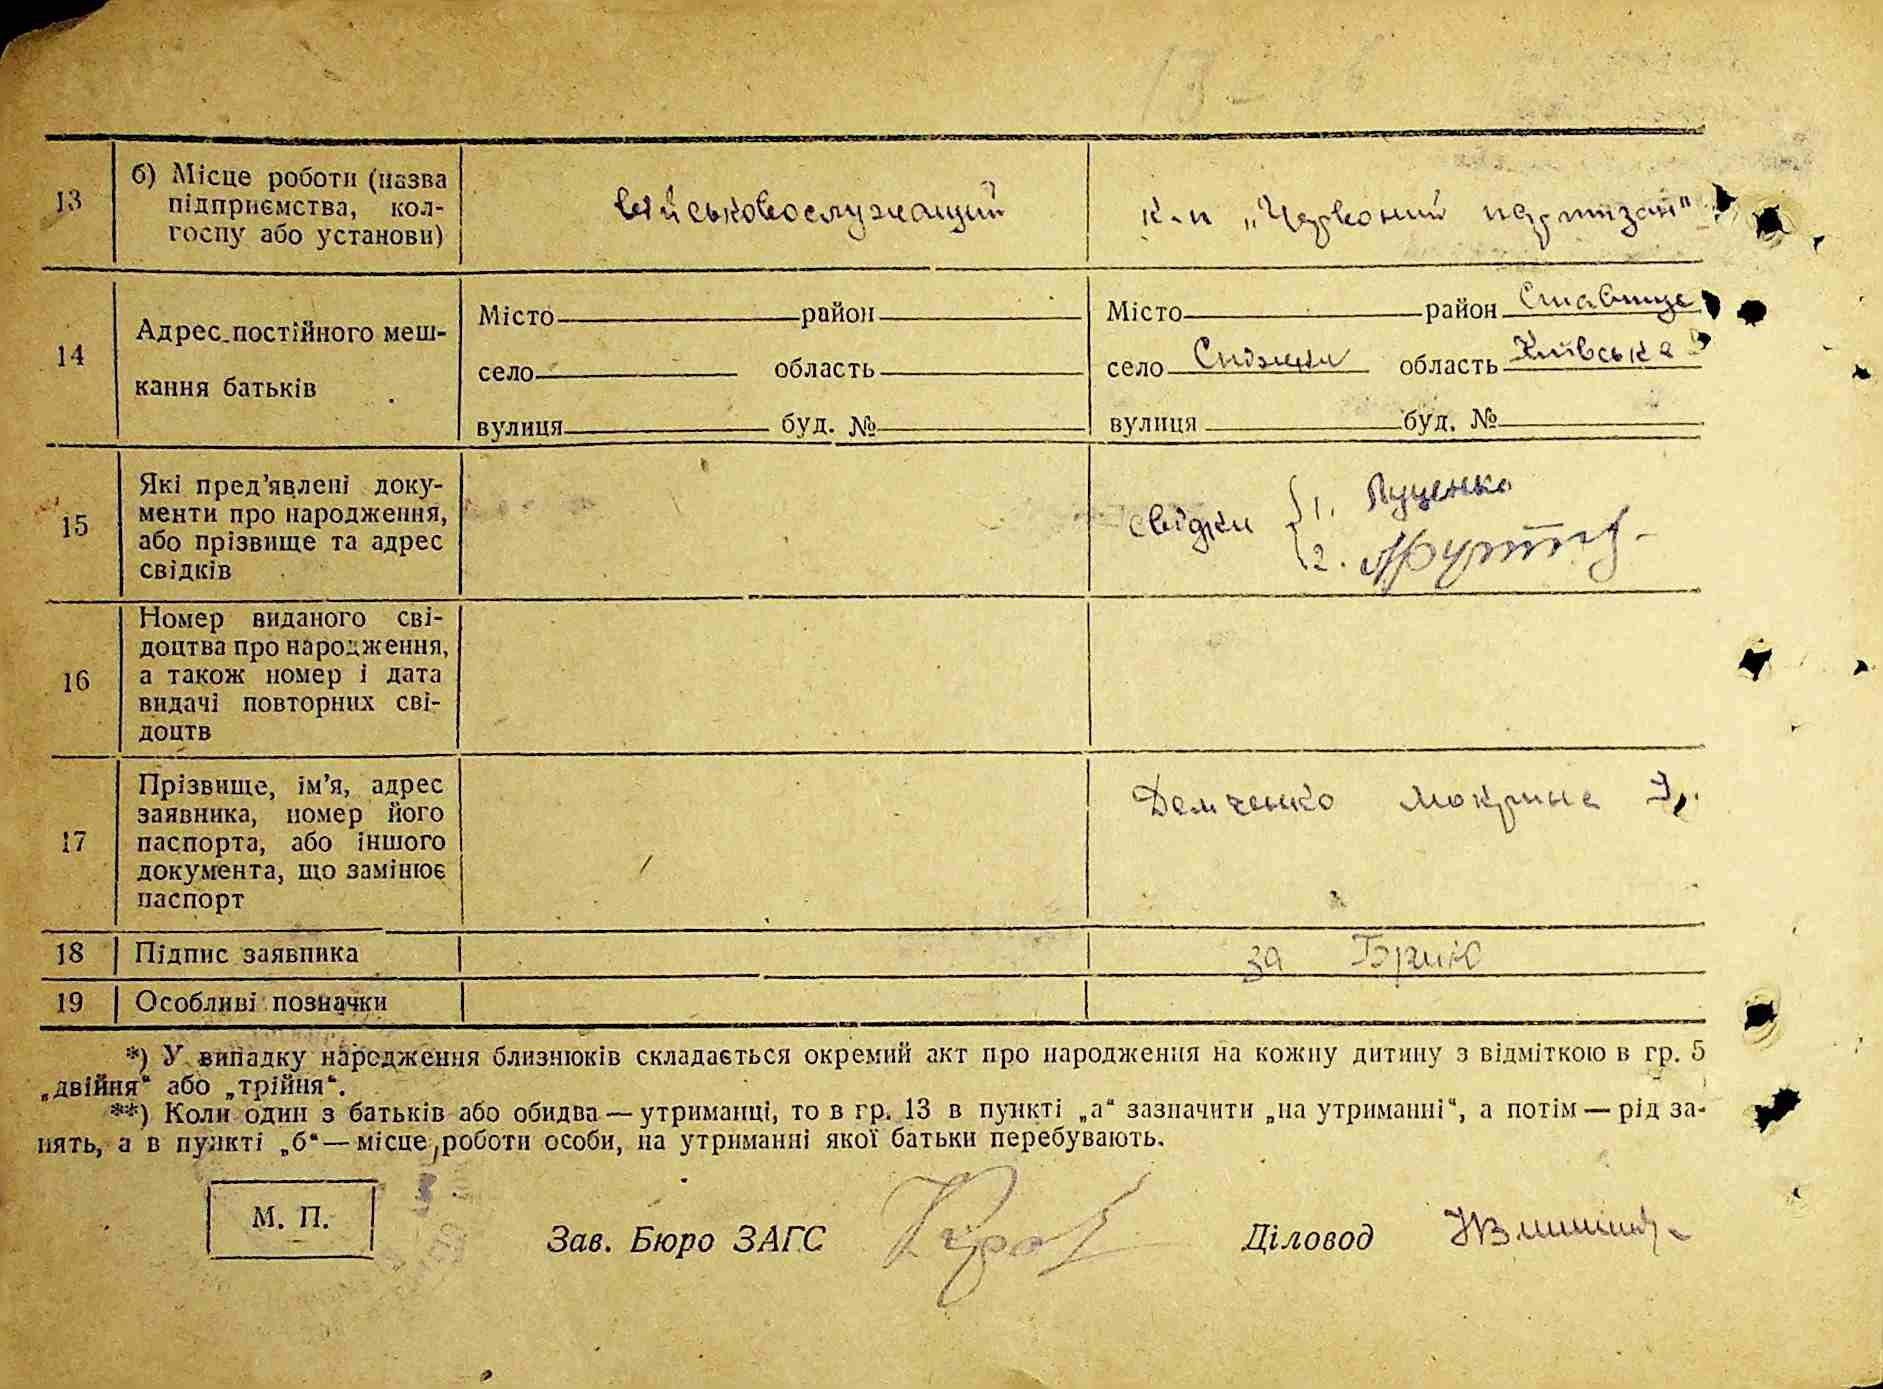 13
б) Місце роботи (назва
підприємства, кол-
госпу або установи)
військовослужащий
к-п „Червоний партизан"
14
Адрес постійного меш-
кання батьків
Місто район
село область
вулиця буд. №
Місто район Ставище
село область Київська
вулиця буд. №
15
Які пред’явлені доку-
менти про народження,
або прізвище та адрес
свідків
свідки
1. Луценко
2.
16
Номер виданого сві-
доцтва про народження,
а також номер і дата
видачі повторних сві-
доцтв
17
Прізвище, ім’я, адрес
заявника, номер його
паспорта, або іншого
документа, що замінює
паспорт
Демченко Мокрина
18
Підпис заявника
за
19
Особливі позначки
*) У випадку народження близнюків складається окремий акт про народження на кожну дитину з відміткою в гр. 5
„двійня“ або „трійня“.
**) Коли один з батьків або обидва — утриманці, то в гр. 13 в пункті „а“ зазначити „на утриманні“, а потім — рід за-
нять, а в пункті „б“ — місце роботи особи, на утриманні якої батьки перебувають.
М. П.
Зав. Бюро ЗАГС
Діловод